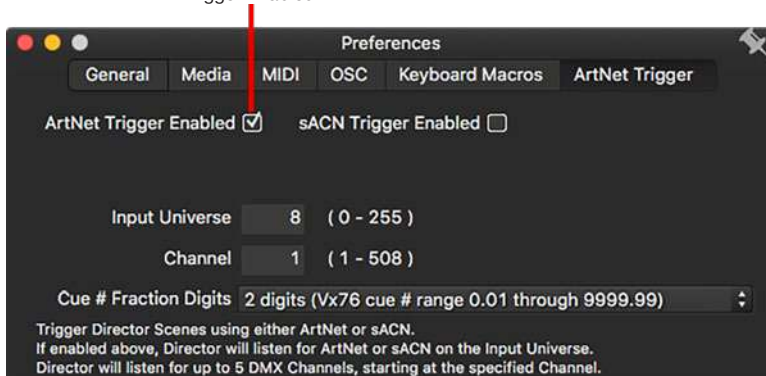 Preferences
General Media MIDI OSC Keyboard Macros ArtNet Trigger
ArtNet Trigger Enabled sACN Trigger Enabled
Input Universe 8 ( 0 - 255 )
Channel 1 ( 1 - 508 )
Cue # Fraction Digits 2 digits (Vx76 cue # range 0.01 through 9999.99)
Trigger Director Scenes using either ArtNet or sACN.
If enabled above, Director will listen for ArtNet or sACN on the Input Universe.
Director will listen for up to 5 DMX Channels, starting at the specified Channel.